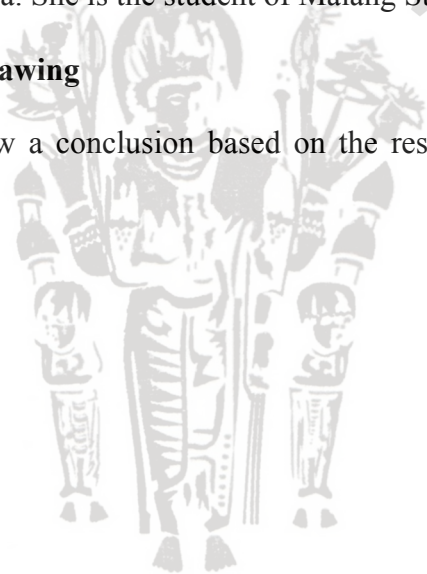 a. She is the student of Malang
awing
w a conclusion based on the res